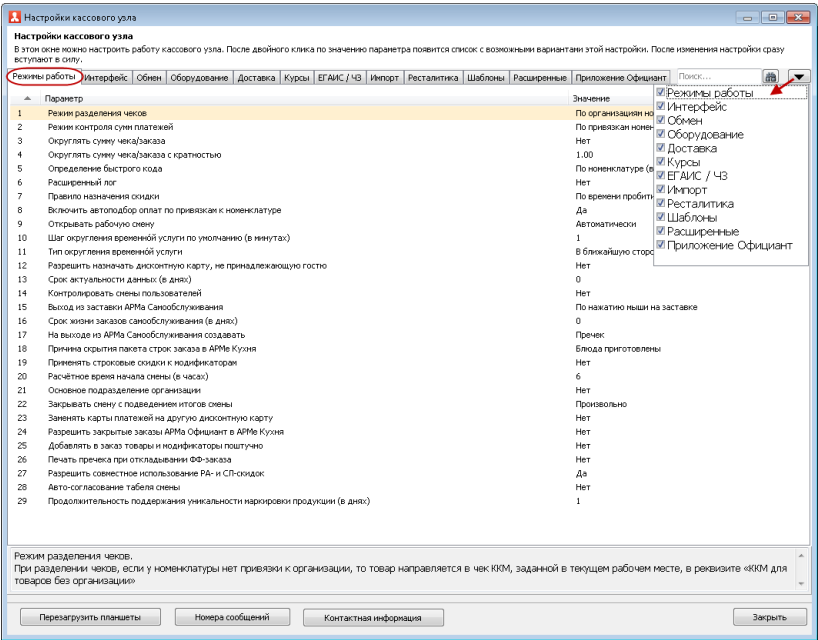 Настройки кассового узла
Настройки кассового узла
В этом окне можно настроить работу кассового узла. После двойного клика по значению параметра появится список с возможными вариантами этой настройки. После изменения настройки сразу
вступают в силу.
Режимы работы Интерфейс Обмен Оборудование Доставка Курсы ЕГАИС / ЧЗ Импорт Ресталитика Шаблоны Расширенные Приложение Официант Поиск...
Параметр Значение
1 Режим разделения чеков По организациям но
2 Режим контроля сумм платежей По привязкам номен
3 Округлять сумму чека/заказа Нет
4 Округлять сумму чека/заказа с кратностью 1.00
5 Определение быстрого кода По номенклатуре (в
6 Расширенный лог Нет
7 Правило назначения скидки По времени пробити
8 Включить автоподбор оплат по привязкам к номенклатуре Да
9 Открывать рабочую смену Автоматически
10 Шаг округления временной услуги по умолчанию (в минутах) 1
11 Тип округления временной услуги В ближайшую сторо
12 Разрешить назначать дисконтную карту, не принадлежающую гостю Нет
13 Срок актуальности данных (в днях) 0
14 Контролировать смены пользователей Нет
15 Выход из заставки АРМа Самообслуживания По нажатию мыши на заставке
16 Срок жизни заказов самообслуживания (в днях) 0
17 На выходе из АРМа Самообслуживания создавать Пречек
18 Причина скрытия пакета строк заказа в АРМе Кухня Блюда приготовлены
19 Применять строковые скидки к модификаторам Нет
20 Расчётное время начала смены (в часах) 6
21 Основное подразделение организации Нет
22 Закрывать смену с подведением итогов смены Произвольно
23 Заменять карты платежей на другую дисконтную карту Нет
24 Разрешить закрытые заказы АРМа Официант в АРМе Кухня Нет
25 Добавлять в заказ товары и модификаторы поштучно Нет
26 Печать пречека при откладывании ФФ-заказа Нет
27 Разрешить совместное использование РА- и СП-скидок Да
28 Авто-согласование табеля смены Нет
29 Продолжительность поддержания уникальности маркировки продукции (в днях) 1
Режимы работы
Интерфейс
Обмен
Оборудование
Доставка
Курсы
ЕГАИС / ЧЗ
Импорт
Ресталитика
Шаблоны
Расширенные
Приложение Официант
Режим разделения чеков.
При разделении чеков, если у номенклатуры нет привязки к организации, то товар направляется в чек ККМ, заданной в текущем рабочем месте, в реквизите «ККМ для
товаров без организации»
Перезагрузить планшеты Номера сообщений Контактная информация Закрыть